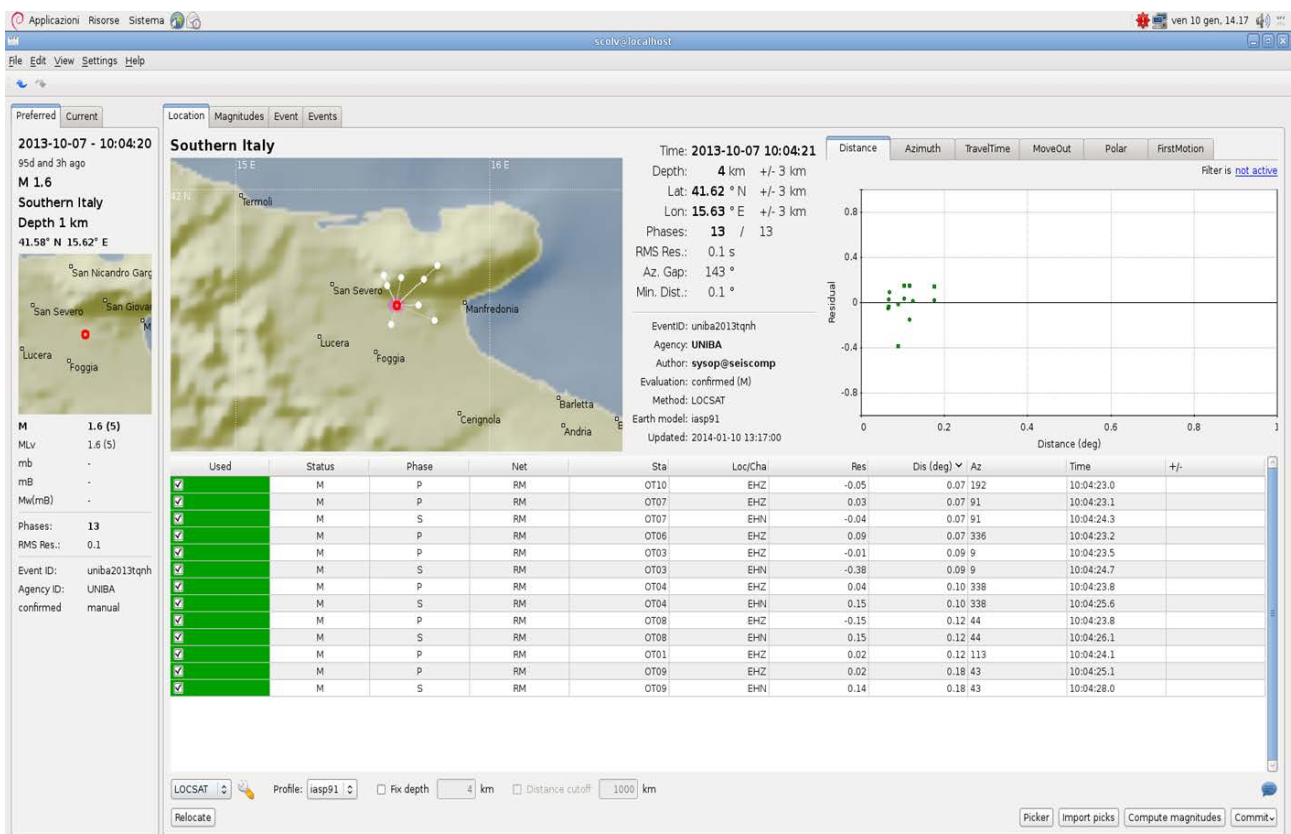 Applicazioni Risorse Sistema
ven 10 gen, 14.17
scolv@localhost
File Edit View Settings Help
Preferred Current
2013-10-07 - 10:04:20
95d and 3h ago
M 1.6
Southern Italy
Depth 1 km
41.58° N 15.62° E
San Nicandro Garg
San Severo
San Giovan
M
Lucera
Foggia
M 1.6 (5)
MLv 1.6 (5)
mb -
mB -
Mw(mB) -
Phases: 13
RMS Res.: 0.1
Event ID: uniba2013tqnh
Agency ID: UNIBA
confirmed manual
Location Magnitudes Event Events
Southern Italy
15 E
16 E
42 N
Termoli
San Severo
Manfredonia
Lucera
Foggia
Cerignola
Barletta
Andria
Time: 2013-10-07 10:04:21
Depth: 4 km +/- 3 km
Lat: 41.62 ° N +/- 3 km
Lon: 15.63 ° E +/- 3 km
Phases: 13 / 13
RMS Res.: 0.1 s
Az. Gap: 143 °
Min. Dist.: 0.1 °
EventID: uniba2013tqnh
Agency: UNIBA
Author: sysop@seiscomp
Evaluation: confirmed (M)
Method: LOCSAT
Earth model: iasp91
Updated: 2014-01-10 13:17:00
Distance Azimuth TravelTime MoveOut Polar FirstMotion
Filter is not active
Residual
0.8
0.4
0
-0.4
-0.8
0 0.2 0.4 0.6 0.8 1
Distance (deg)
Used Status Phase Net Sta Loc/Cha Res Dis (deg) Az Time +/-
M P RM OT10 EHZ -0.05 0.07 192 10:04:23.0
M P RM OT07 EHZ 0.03 0.07 91 10:04:23.1
M S RM OT07 EHN -0.04 0.07 91 10:04:24.3
M P RM OT06 EHZ 0.09 0.07 336 10:04:23.2
M P RM OT03 EHZ -0.01 0.09 9 10:04:23.5
M S RM OT03 EHN -0.38 0.09 9 10:04:24.7
M P RM OT04 EHZ 0.04 0.10 338 10:04:23.8
M S RM OT04 EHN 0.15 0.10 338 10:04:25.6
M P RM OT08 EHZ -0.15 0.12 44 10:04:23.8
M S RM OT08 EHN 0.15 0.12 44 10:04:26.1
M P RM OT01 EHZ 0.02 0.12 113 10:04:24.1
M P RM OT09 EHZ 0.02 0.18 43 10:04:25.1
M S RM OT09 EHN 0.14 0.18 43 10:04:28.0
LOCSAT Profile: iasp91 Fix depth 4 km Distance cutoff 1000 km
Relocate
Picker Import picks Compute magnitudes Commit